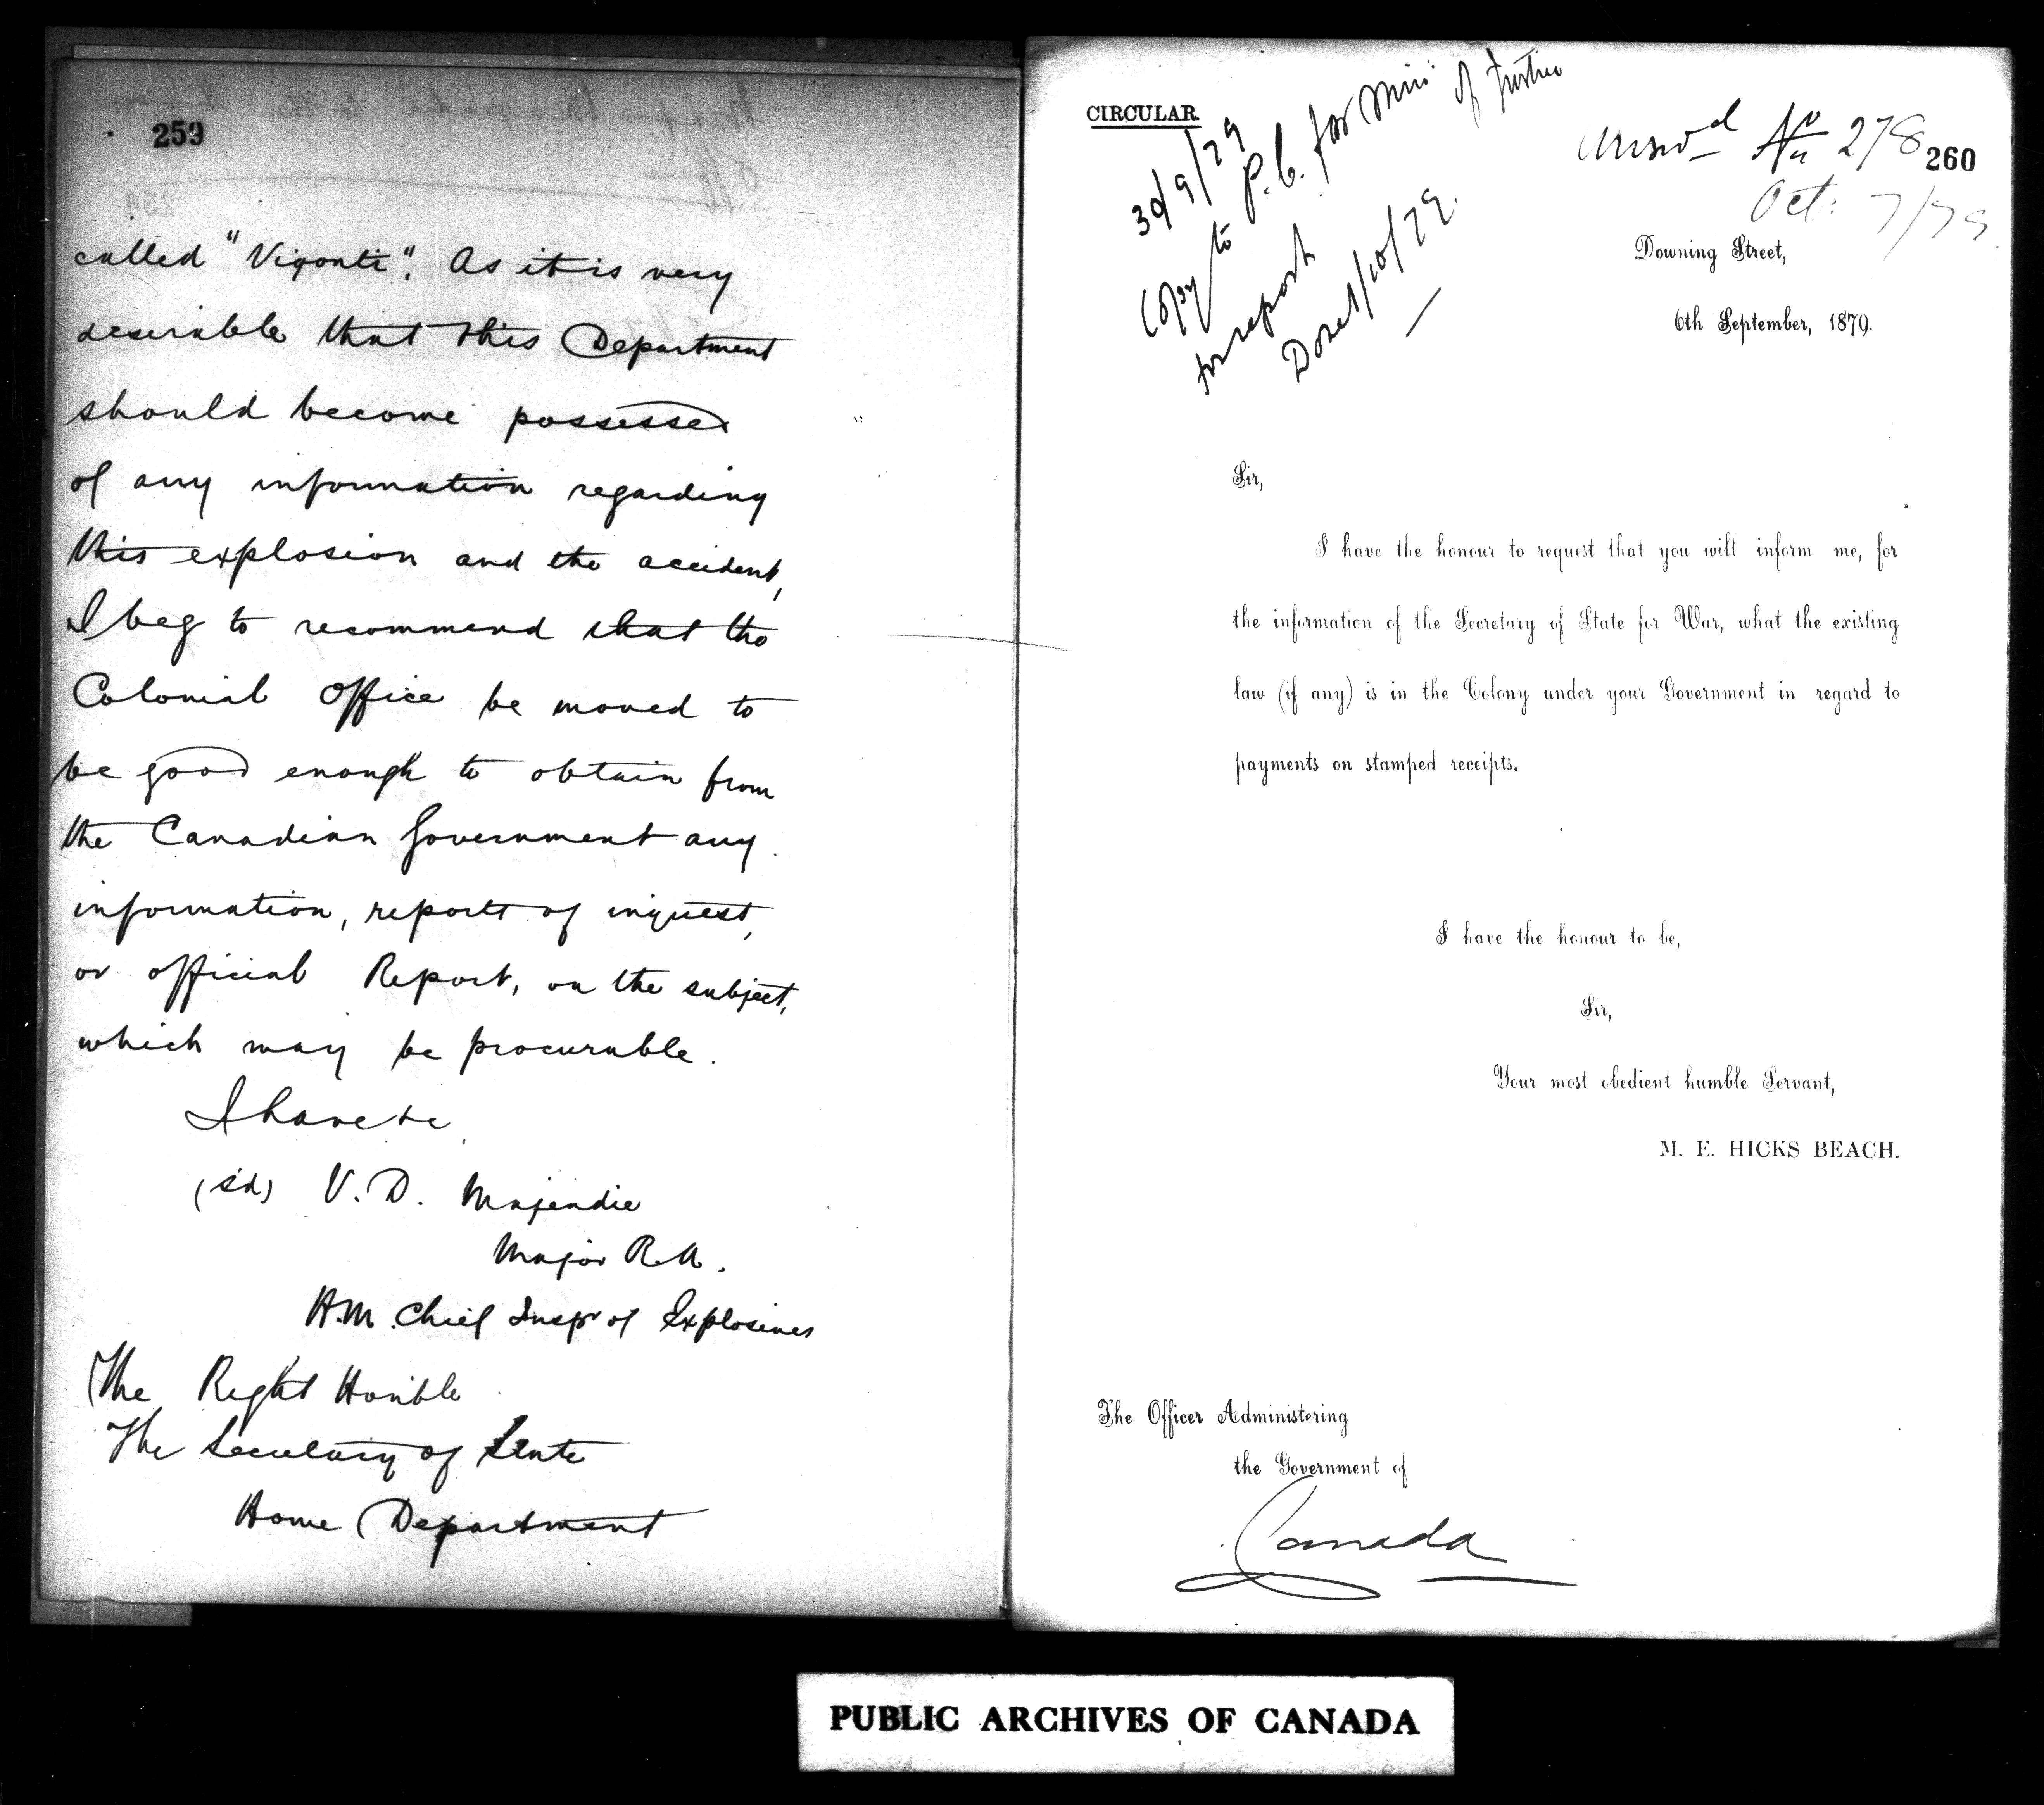 259
called "Vigonti". As it is very
desirable that this Department
should become possessed
of any information regarding
this explosion and the accident,
I beg to recommend that the
Colonial Office be moved to
be good enough to obtain from
the Canadian Government any
information, reports of inquest,
or official Report, on the subject,
which may be procurable.
I have &c
(sd) V. D. Majendie
Major R.A.
H.M. Chief Inspr of Explosives
The Right Honble
The Secretary of State
Home Department
CIRCULAR
30/9/79
Copy to P.C. for Min: of Justice
for report
Done 1/10/79.
Answd No 278
Oct: 7/79.
260
Downing Street,
6th September, 1879.
Sir,
I have the honour to request that you will inform me, for
the information of the Secretary of State for War, what the existing
law (if any) is in the Colony under your Government in regard to
payments on stamped receipts.
I have the honour to be,
Sir,
Your most obedient humble Servant,
M. E. HICKS BEACH.
The Officer Administering
the Government of
Canada
PUBLIC ARCHIVES OF CANADA